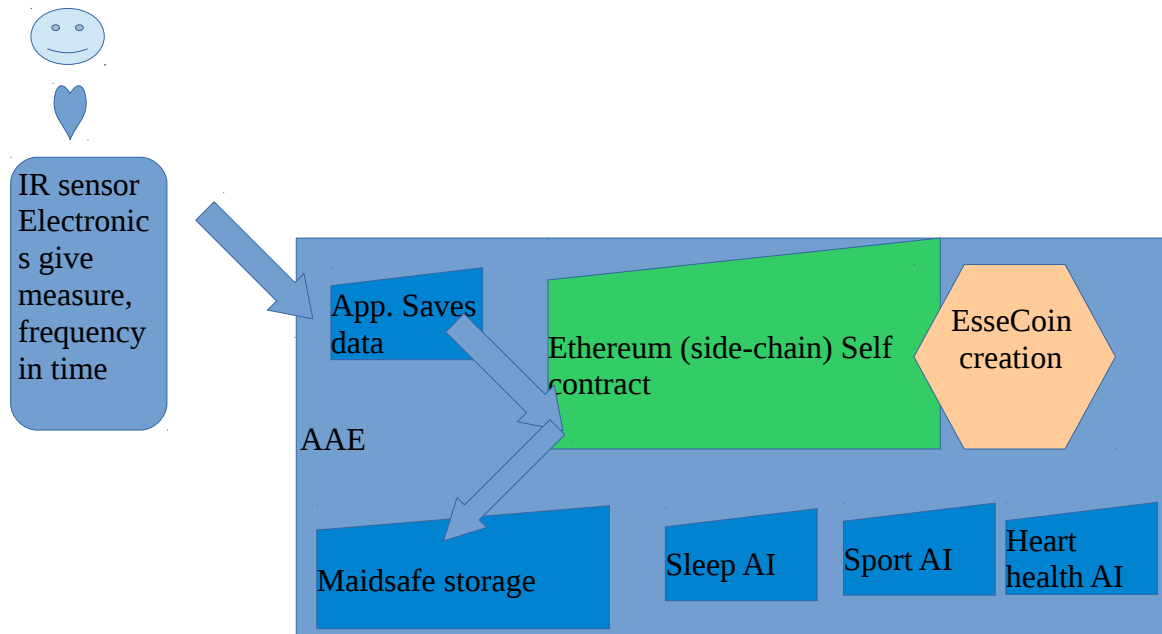 IR sensor
Electronic
s give
measure,
frequency
in time
App. Saves
data
Ethereum (side-chain) Self
contract
EsseCoin
creation
AAE
Maidsafe storage
Sleep AI
Sport AI
Heart
health AI